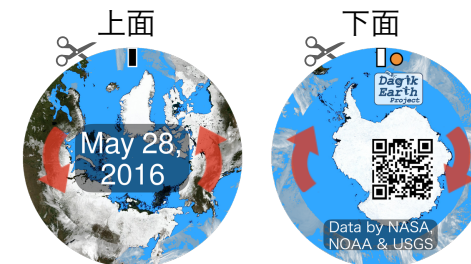 上面
下面
May 28,
2016
Dagik
Earth
Project
Data by NASA,
NOAA & USGS